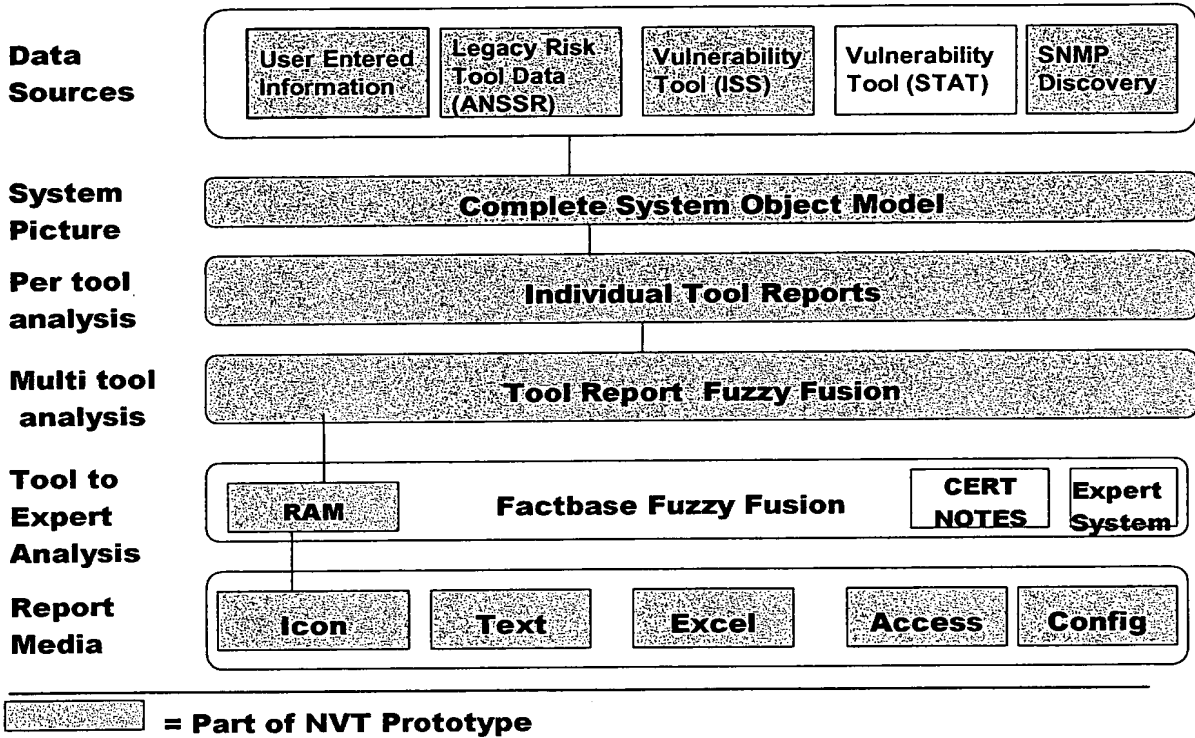 Data
Sources
User Entered
Information
Legacy Risk
Tool Data
(ANSSR)
Vulnerability
Tool (ISS)
Vulnerability
Tool (STAT)
SNMP
Discovery
System
Picture
Complete System Object Model
Per tool
analysis
Individual Tool Reports
Multi tool
analysis
Tool Report Fuzzy Fusion
Tool to
Expert
Analysis
RAM
Factbase Fuzzy Fusion
CERT
NOTES
Expert
System
Report
Media
Icon
Text
Excel
Access
Config
= Part of NVT Prototype